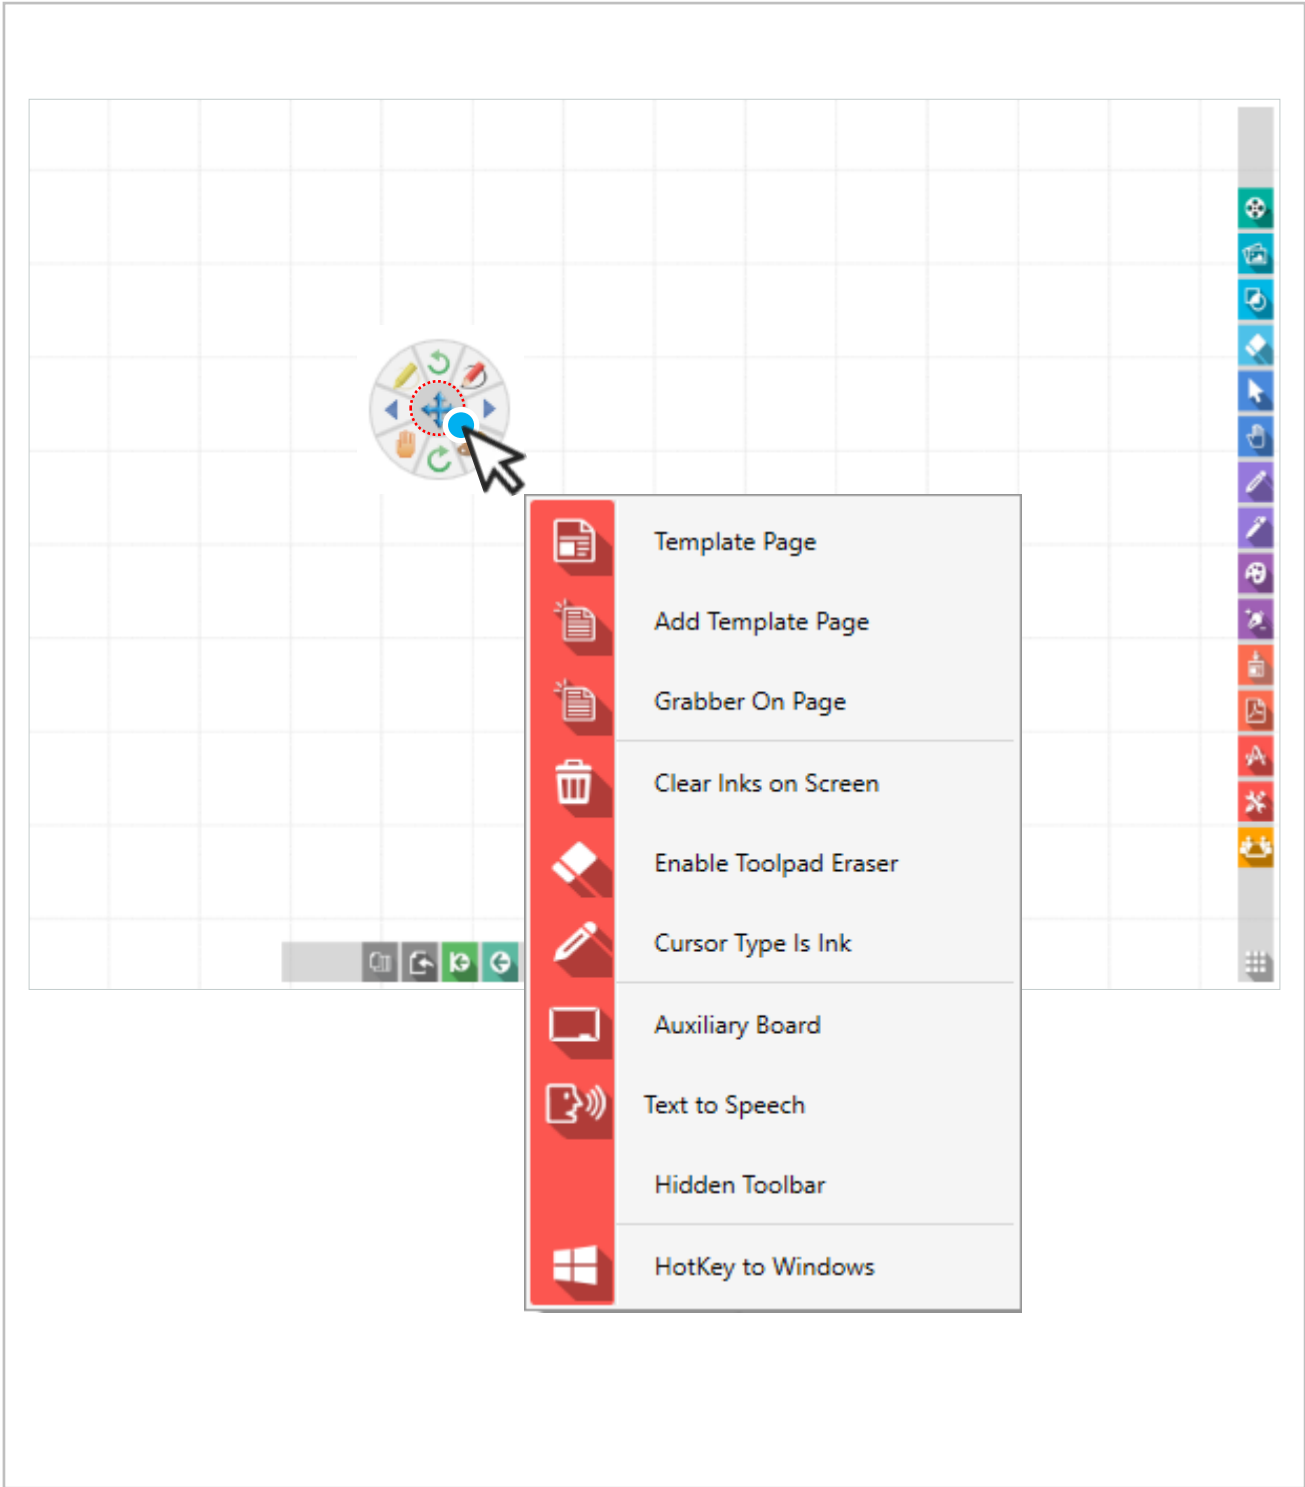 Template Page
Add Template Page
Grabber On Page
Clear Inks on Screen
Enable Toolpad Eraser
Cursor Type Is Ink
Auxiliary Board
Text to Speech
Hidden Toolbar
HotKey to Windows